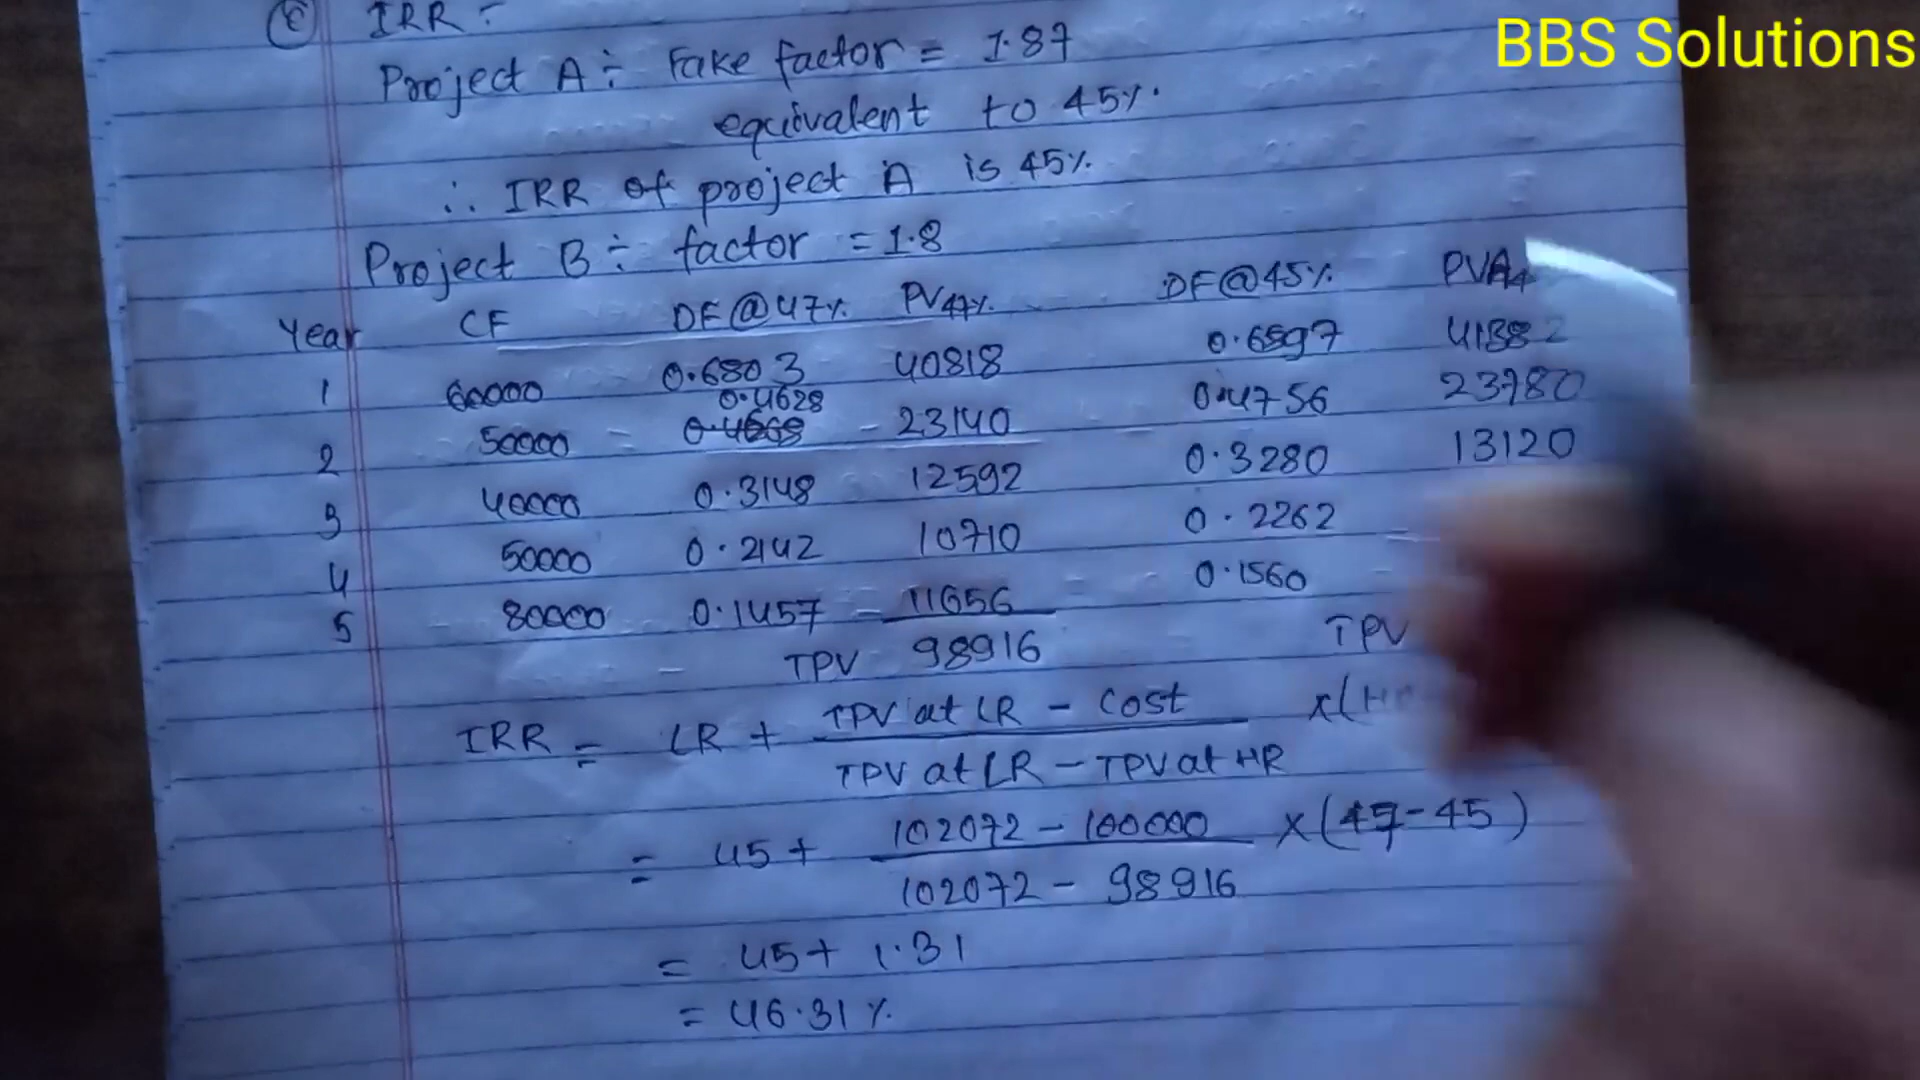 BBS Solutions
C IRR :
Project A ÷ Fake factor = 1.87
equivalent to 45%.
∴ IRR of project A is 45%.
Project B ÷ factor = 1.8
Year CF DF@47% PV47%. DF@45% PVA4
1 60000 0.6803 40818 0.6897
2 50000 = 0.4628 - 23140 0.4756 23780
3 40000 0.3148 12592 0.3280 13120
4 50000 0.2142 10710 0.2262
5 80000 0.1457 11656 0.1560
TPV 98916 TPV
IRR = LR + TPV at LR - Cost x(
TPV at LR - TPV at HR
= 45 + 102072 - 100000 x (47-45)
102072 - 98916
= 45 + 1.31
= 46.31%.